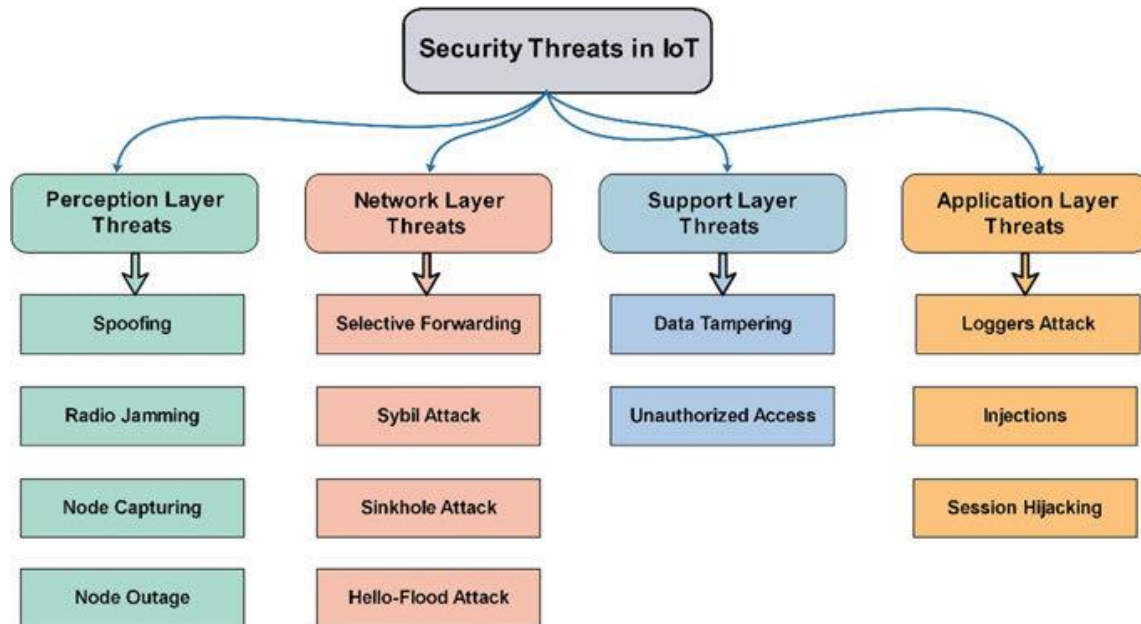 Security Threats in IoT
Perception Layer
Threats
Network Layer
Threats
Support Layer
Threats
Application Layer
Threats
Spoofing
Selective Forwarding
Data Tampering
Loggers Attack
Radio Jamming
Sybil Attack
Unauthorized Access
Injections
Node Capturing
Sinkhole Attack
Session Hijacking
Node Outage
Hello-Flood Attack